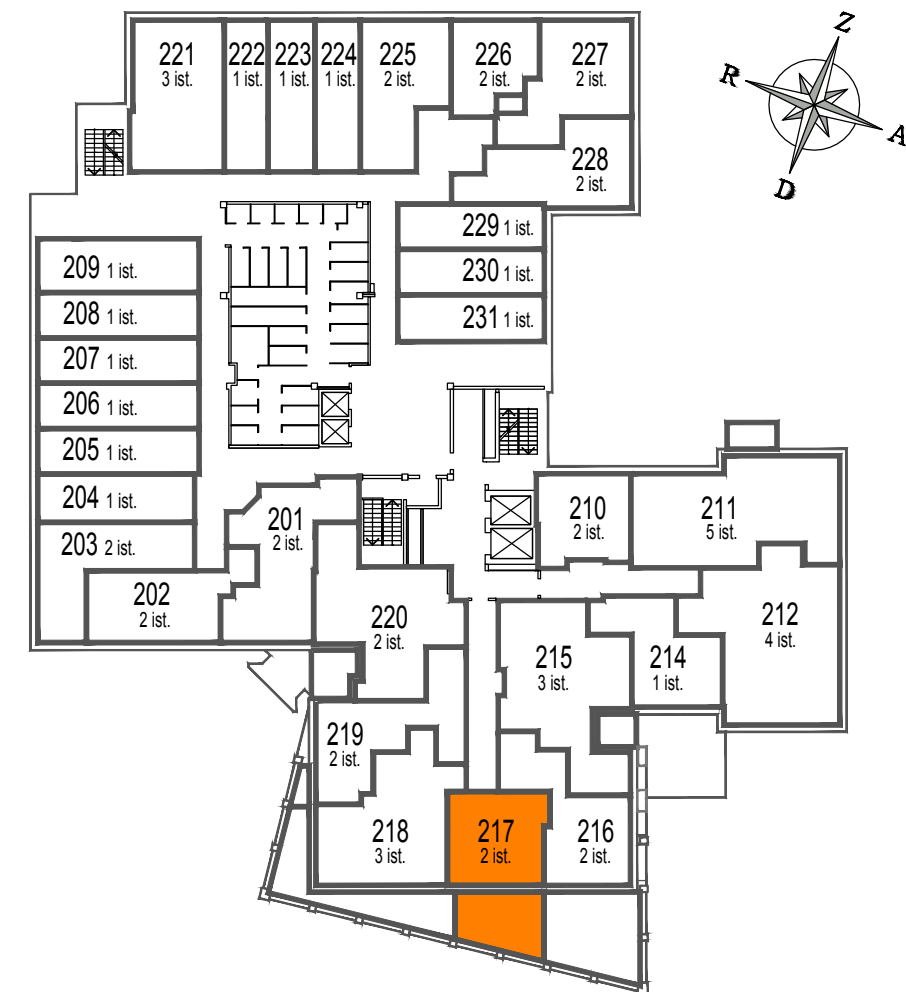 221
3 ist.
222
1 ist.
223
1 ist.
224
1 ist.
225
2 ist.
226
2 ist.
227
2 ist.
Z
R
A
D
228
2 ist.
229 1 ist.
230 1 ist.
231 1 ist.
209 1 ist.
208 1 ist.
207 1 ist.
206 1 ist.
205 1 ist.
204 1 ist.
203 2 ist.
201
2 ist.
202
2 ist.
210
2 ist.
211
5 ist.
212
4 ist.
220
2 ist.
215
3 ist.
214
1 ist.
219
2 ist.
218
3 ist.
217
2 ist.
216
2 ist.